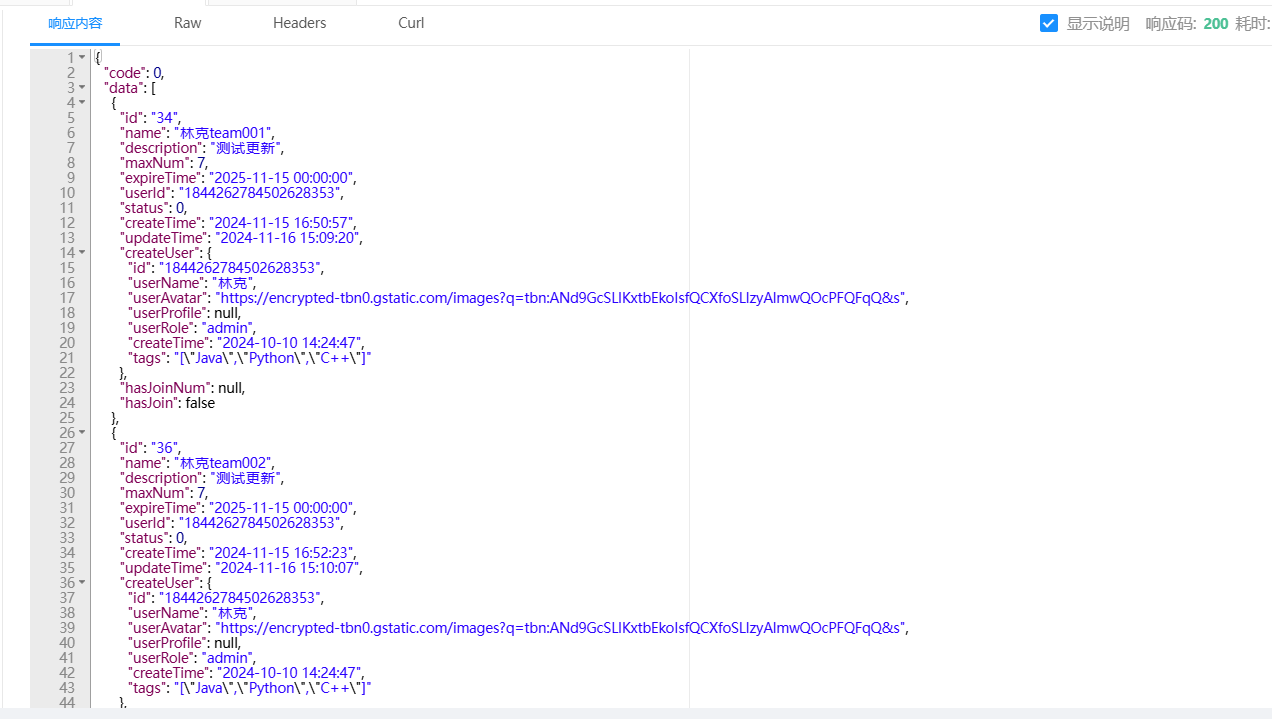 响应内容 Raw Headers Curl 显示说明 响应码: 200 耗时:
1 {
2 "code": 0,
3 "data": [
4 {
5 "id": "34",
6 "name": "林克team001",
7 "description": "测试更新",
8 "maxNum": 7,
9 "expireTime": "2025-11-15 00:00:00",
10 "userId": "1844262784502628353",
11 "status": 0,
12 "createTime": "2024-11-15 16:50:57",
13 "updateTime": "2024-11-16 15:09:20",
14 "createUser": {
15 "id": "1844262784502628353",
16 "userName": "林克",
17 "userAvatar": "https://encrypted-tbn0.gstatic.com/images?q=tbn:ANd9GcSLlKxtbEkoIsfQCXfoSLIzyAImwQOcPFQFqQ&s",
18 "userProfile": null,
19 "userRole": "admin",
20 "createTime": "2024-10-10 14:24:47",
21 "tags": "[\"Java\",\"Python\",\"C++\"]"
22 },
23 "hasJoinNum": null,
24 "hasJoin": false
25 },
26 {
27 "id": "36",
28 "name": "林克team002",
29 "description": "测试更新",
30 "maxNum": 7,
31 "expireTime": "2025-11-15 00:00:00",
32 "userId": "1844262784502628353",
33 "status": 0,
34 "createTime": "2024-11-15 16:52:23",
35 "updateTime": "2024-11-16 15:10:07",
36 "createUser": {
37 "id": "1844262784502628353",
38 "userName": "林克",
39 "userAvatar": "https://encrypted-tbn0.gstatic.com/images?q=tbn:ANd9GcSLlKxtbEkoIsfQCXfoSLIzyAImwQOcPFQFqQ&s",
40 "userProfile": null,
41 "userRole": "admin",
42 "createTime": "2024-10-10 14:24:47",
43 "tags": "[\"Java\",\"Python\",\"C++\"]"
44 },